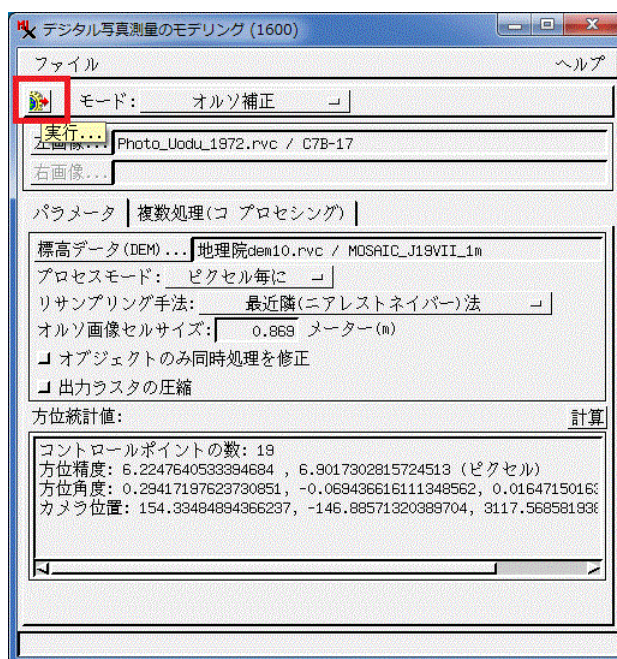 デジタル写真測量のモデリング (1600)
ファイル ヘルプ
モード: オルソ補正
実行...
左画像... Photo_Uodu_1972.rvc / C7B-17
右画像...
パラメータ 複数処理(コ プロセシング)
標高データ(DEM)... 地理院dem10.rvc / MOSAIC_J19VII_1m
プロセスモード: ピクセル毎に
リサンプリング手法: 最近隣(ニアレストネイバー)法
オルソ画像セルサイズ: 0.869 メーター(m)
オブジェクトのみ同時処理を修正
出力ラスタの圧縮
方位統計値: 計算
コントロールポイントの数: 19
方位精度: 6.2247640533394684 , 6.9017302815724513 (ピクセル)
方位角度: 0.29417197623730851, -0.069436616111348562, 0.0164715016
カメラ位置: 154.33484894366237, -146.88571320389704, 3117.56858193